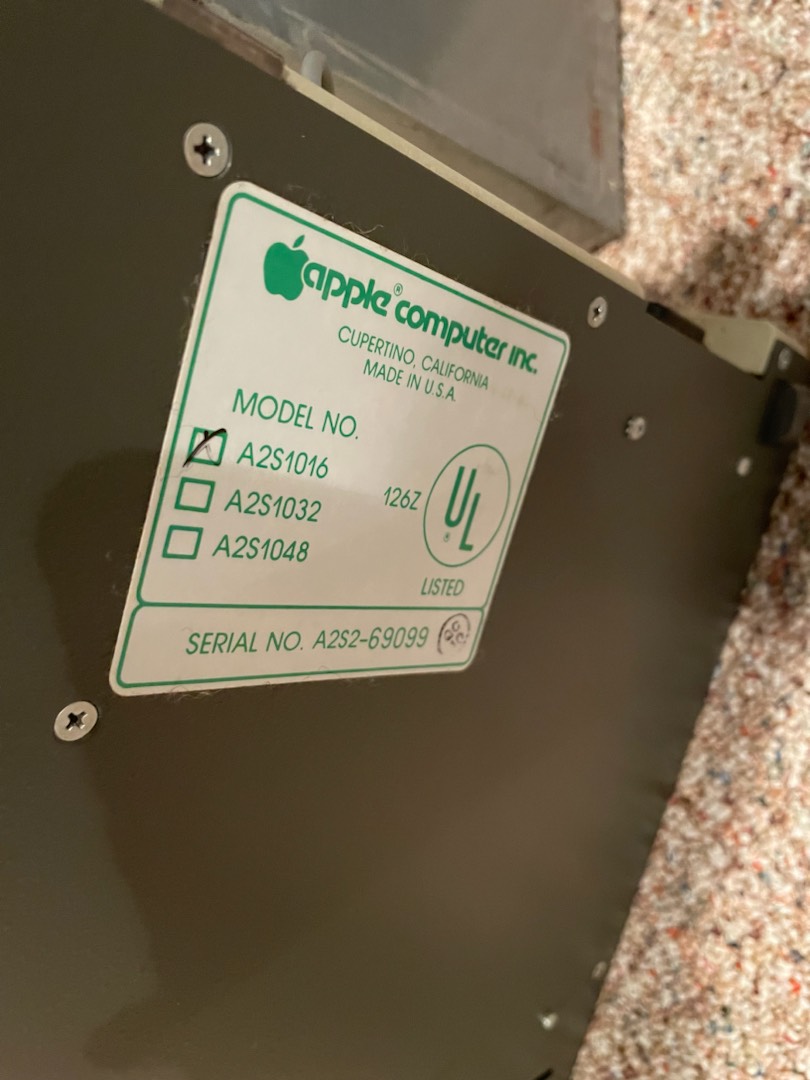 apple® computer inc.
CUPERTINO, CALIFORNIA
MADE IN U.S.A.
MODEL NO.
A2S1016
A2S1032
A2S1048
126Z
UL®
LISTED
SERIAL NO. A2S2-69099